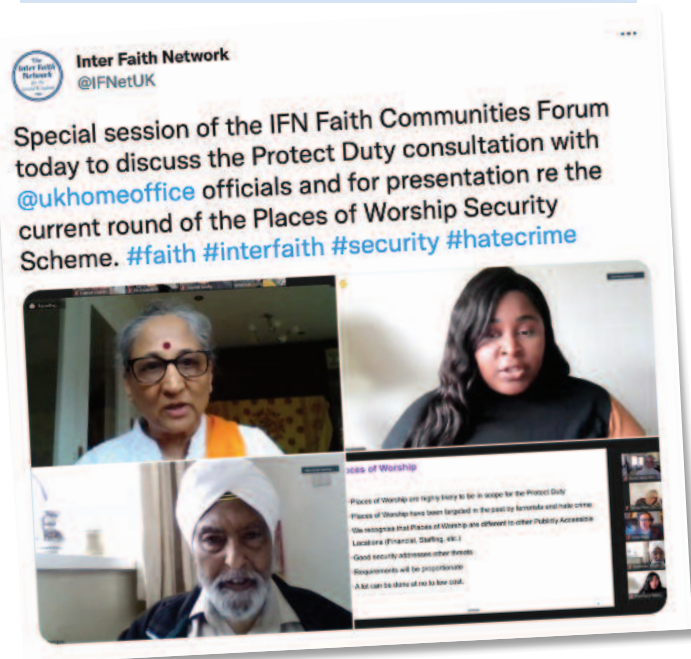 The
Inter Faith
Network
Inter Faith Network
@IFNetUK
Special session of the IFN Faith Communities Forum
today to discuss the Protect Duty consultation with
@ukhomeoffice officials and for presentation re the
current round of the Places of Worship Security
Scheme. #faith #interfaith #security #hatecrime
aces of Worship
-Places of Worship are highly likely to be in scope for the Protect Duty
-Places of Worship have been targeted in the past by terrorists and hate crime
-We recognise that Places of Worship are different to other Publicly Accessible
Locations (Financial, Staffing, etc.)
-Good security addresses other threats
-Requirements will be proportionate
-A lot can be done at no to low cost.